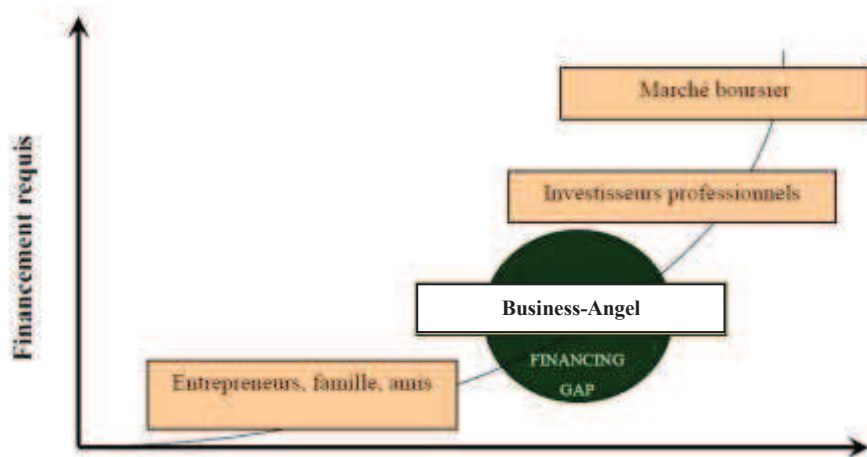 Marché boursier
Investisseurs professionnels
Business-Angel
FINANCING
GAP
Entrepreneurs, famille, amis
Financement requis